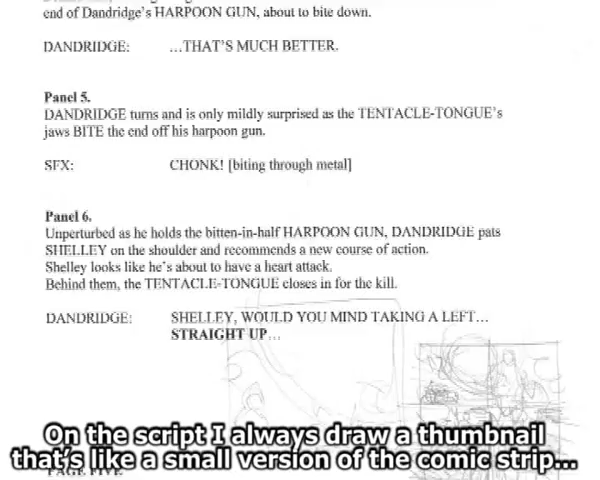 end of Dandridge's HARPOON GUN, about to bite down.
DANDRIDGE: …THAT'S MUCH BETTER.
Panel 5.
DANDRIDGE turns and is only mildly surprised as the TENTACLE-TONGUE's
jaws BITE the end off his harpoon gun.
SFX: CHONK! [biting through metal]
Panel 6.
Unperturbed as he holds the bitten-in-half HARPOON GUN, DANDRIDGE pats
SHELLEY on the shoulder and recommends a new course of action.
Shelley looks like he's about to have a heart attack.
Behind them, the TENTACLE-TONGUE closes in for the kill.
DANDRIDGE: SHELLEY, WOULD YOU MIND TAKING A LEFT…
STRAIGHT UP…
On the script I always draw a thumbnail
that's like a small version of the comic strip...
PAGE FIVE